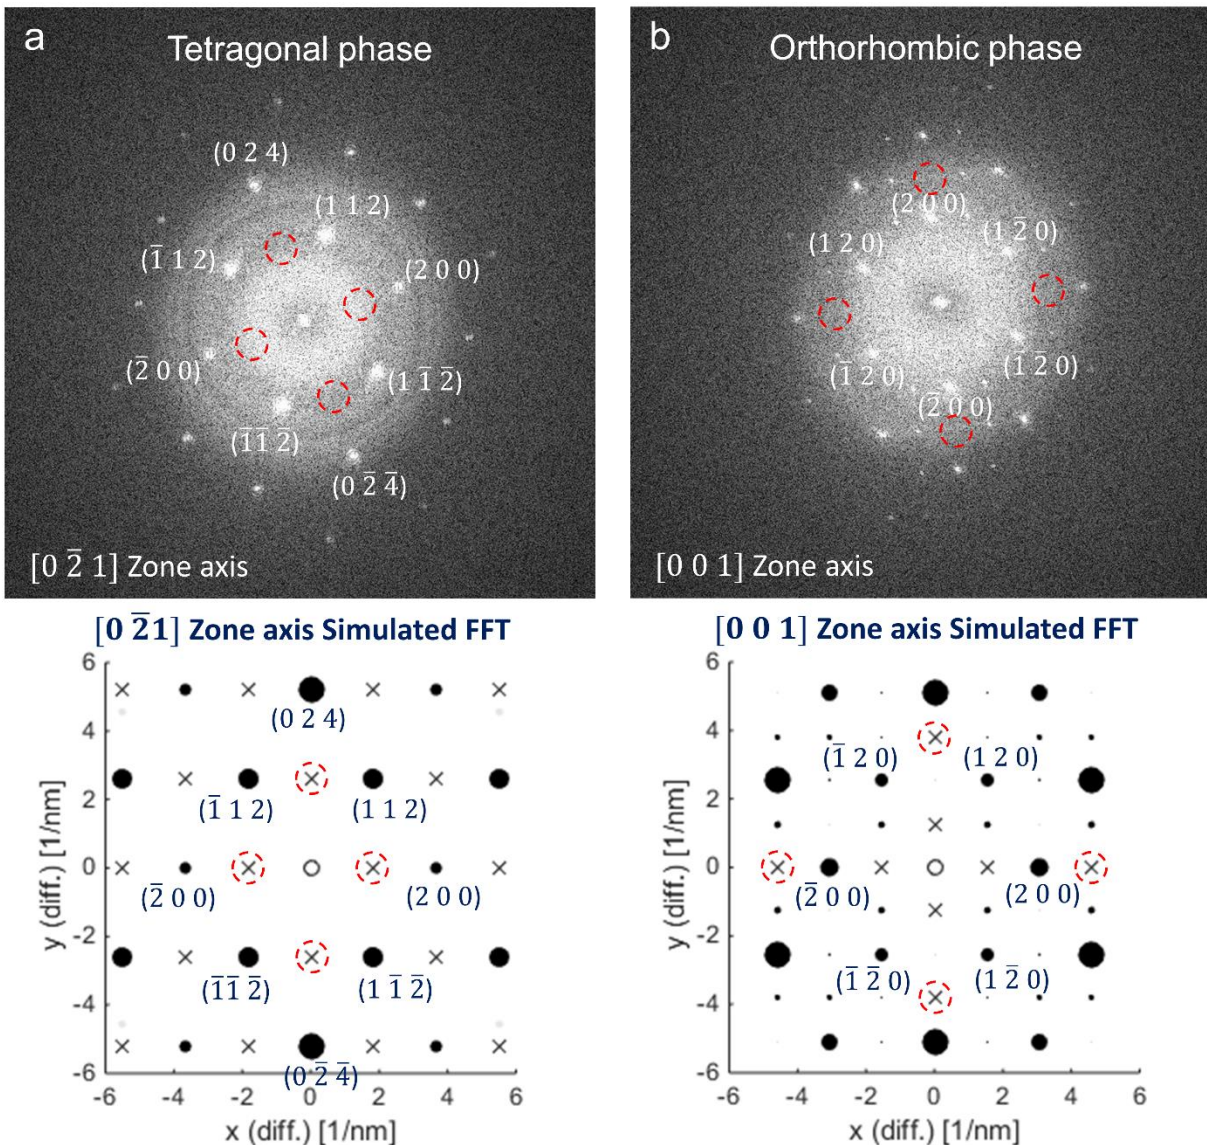 a
Tetragonal phase
(0 2 4)
(1 1 2)
(1̅ 1 2)
(2 0 0)
(2̅ 0 0)
(1 1̅ 2̅)
(1̅ 1̅ 2̅)
(0 2̅ 4̅)
[0 2̅ 1] Zone axis
b
Orthorhombic phase
(2 0 0)
(1 2̅ 0)
(1 2 0)
(1̅ 2 0)
(1̅ 2̅ 0)
(2̅ 0 0)
[0 0 1] Zone axis
[0 2̅1] Zone axis Simulated FFT
6
4
2
0
-2
-4
-6
y (diff.) [1/nm]
(0 2 4)
(1̅ 1 2)
(1 1 2)
(2̅ 0 0)
(2 0 0)
(1̅ 1̅ 2̅)
(1 1̅ 2̅)
(0 2̅ 4̅)
-6 -4 -2 0 2 4 6
x (diff.) [1/nm]
[0 0 1] Zone axis Simulated FFT
6
4
2
0
-2
-4
-6
y (diff.) [1/nm]
(1̅ 2 0)
(1 2 0)
(2̅ 0 0)
(2 0 0)
(1̅ 2̅ 0)
(1 2̅ 0)
-6 -4 -2 0 2 4 6
x (diff.) [1/nm]